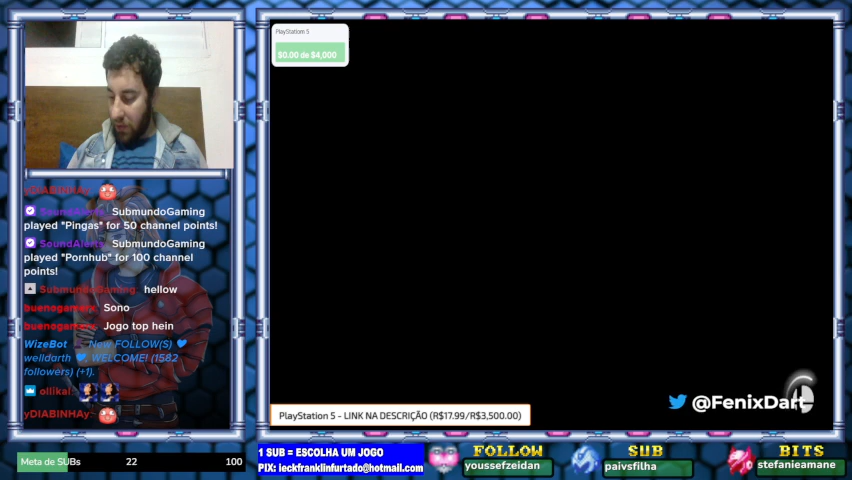 PlayStation 5
$0.00 de $4,000
yDIABINHAy:
SoundAlerts: SubmundoGaming
played "Pingas" for 50 channel points!
SoundAlerts: SubmundoGaming
played "Pornhub" for 100 channel
points!
SubmundoGaming: hellow
buenogamers: Sono
buenogamers: Jogo top hein
WizeBot: New FOLLOW(S)
welldarth, WELCOME! (1582
followers) (+1).
ollikal:
yDIABINHAy:
PlayStation 5 - LINK NA DESCRIÇÃO (R$17.99/R$3,500.00)
@FenixDart
Meta de SUBs 22 100
1 SUB = ESCOLHA UM JOGO
PIX: ieckfranklinfurtado@hotmail.com
FOLLOW
youssefzeidan
SUB
paivsfilha
BITS
stefanieamane